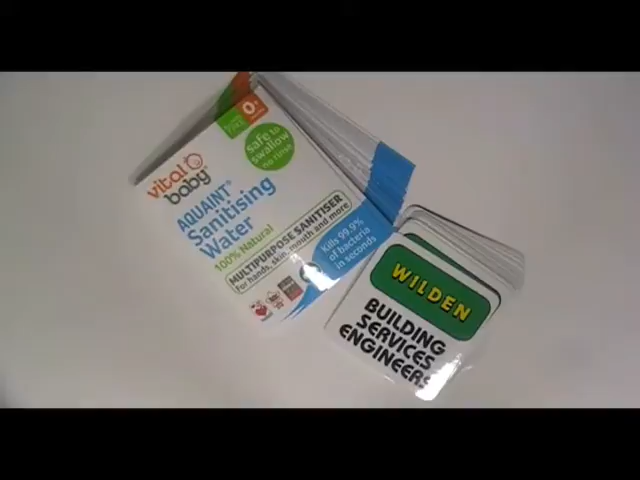 0+
safe to
swallow
no rinse
vital
baby
AQUAINT®
Sanitising
Water
100% Natural
MULTIPURPOSE SANITISER
For hands, skin, mouth and more
Kills 99.9%
of bacteria
in seconds
WILDEN
BUILDING
SERVICES
ENGINEERS